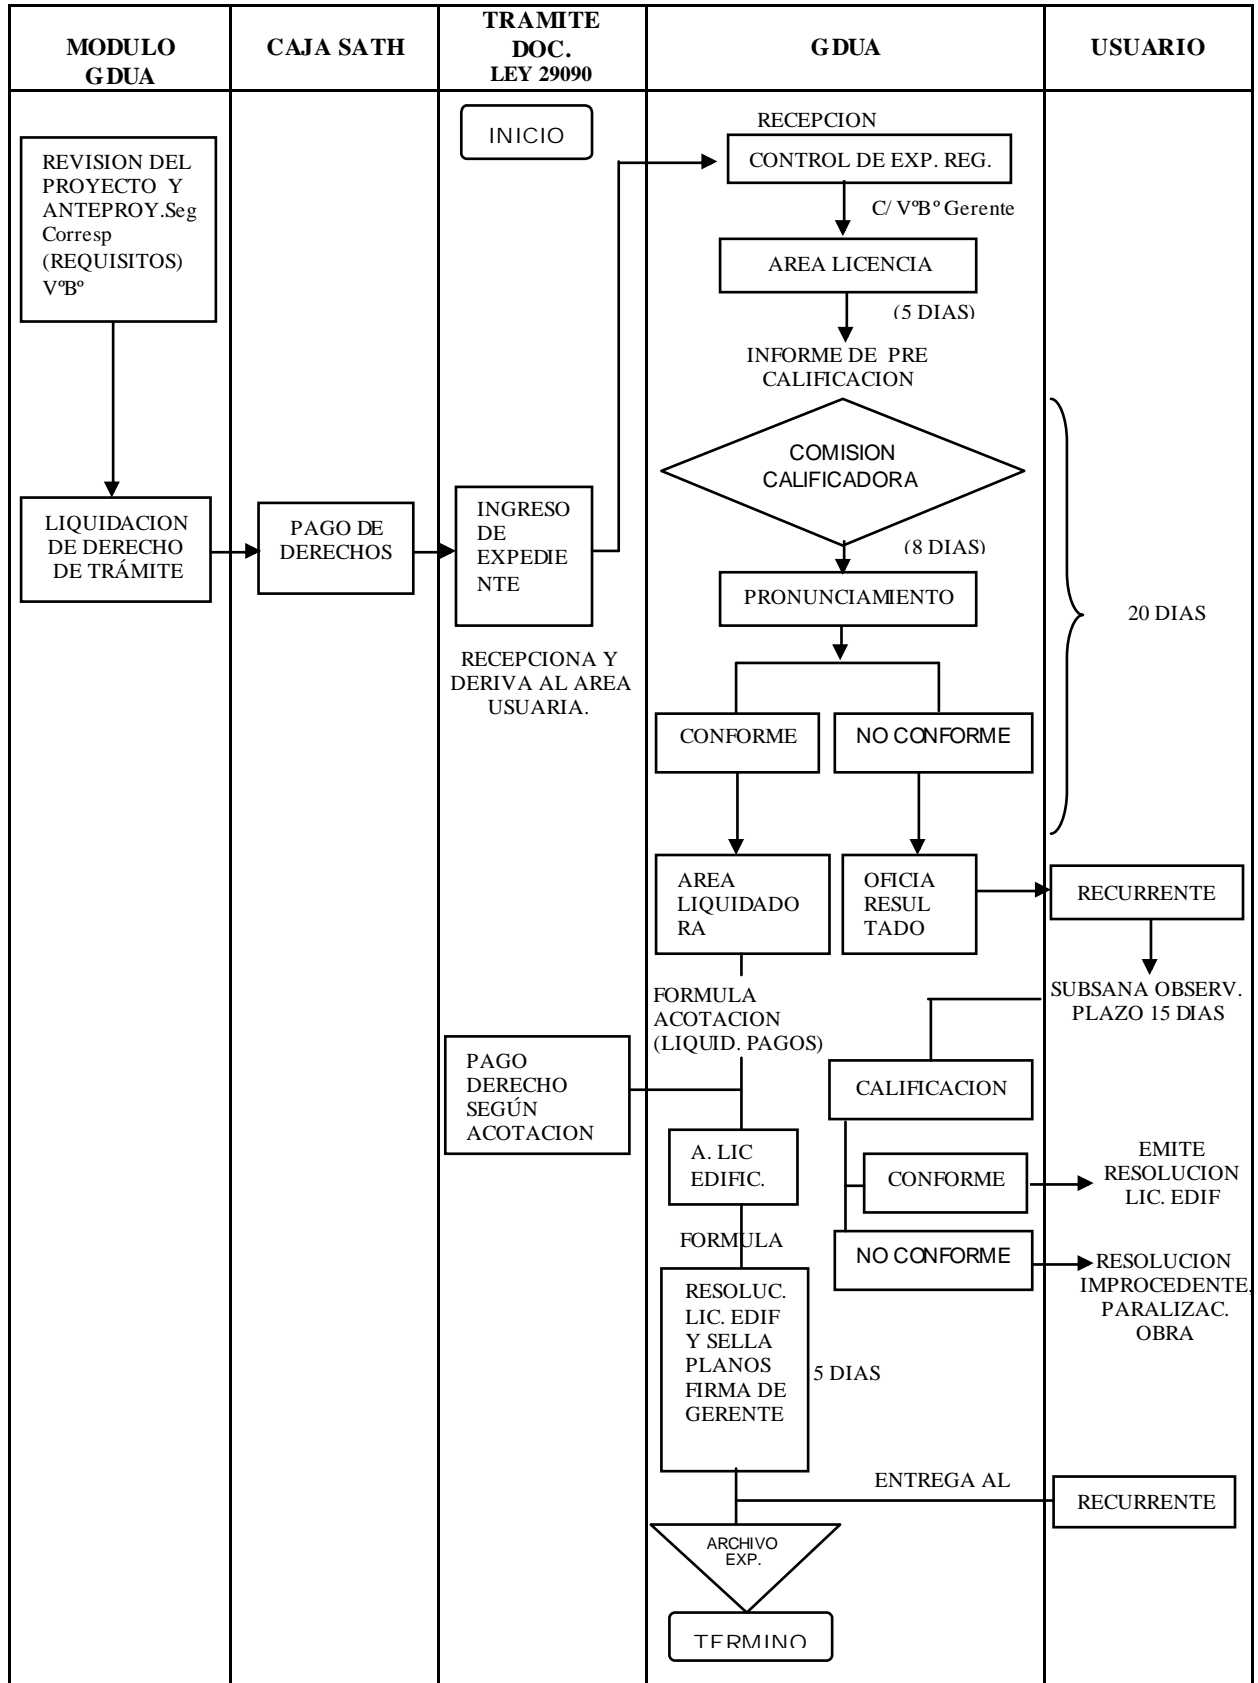 MODULO
GDUA
CAJA SATH
TRAMITE
DOC.
LEY 29090
GDUA
USUARIO
INICIO
REVISION DEL
PROYECTO Y
ANTEPROY.Seg
Corresp
(REQUISITOS)
VºBº
LIQUIDACION
DE DERECHO
DE TRÁMITE
PAGO DE
DERECHOS
INGRESO
DE
EXPEDIE
NTE
RECEPCIONA Y
DERIVA AL AREA
USUARIA.
RECEPCION
CONTROL DE EXP. REG.
C/ VºBº Gerente
AREA LICENCIA
(5 DIAS)
INFORME DE PRE
CALIFICACION
COMISION
CALIFICADORA
(8 DIAS)
PRONUNCIAMIENTO
20 DIAS
CONFORME
NO CONFORME
AREA
LIQUIDADO
RA
OFICIA
RESUL
TADO
RECURRENTE
SUBSANA OBSERV.
PLAZO 15 DIAS
FORMULA
ACOTACION
(LIQUID. PAGOS)
PAGO
DERECHO
SEGÚN
ACOTACION
CALIFICACION
A. LIC
EDIFIC.
CONFORME
EMITE
RESOLUCION
LIC. EDIF
FORMULA
NO CONFORME
RESOLUCION
IMPROCEDENTE,
PARALIZAC.
OBRA
RESOLUC.
LIC. EDIF
Y SELLA
PLANOS
FIRMA DE
GERENTE
5 DIAS
ENTREGA AL
RECURRENTE
ARCHIVO
EXP.
TERMINO